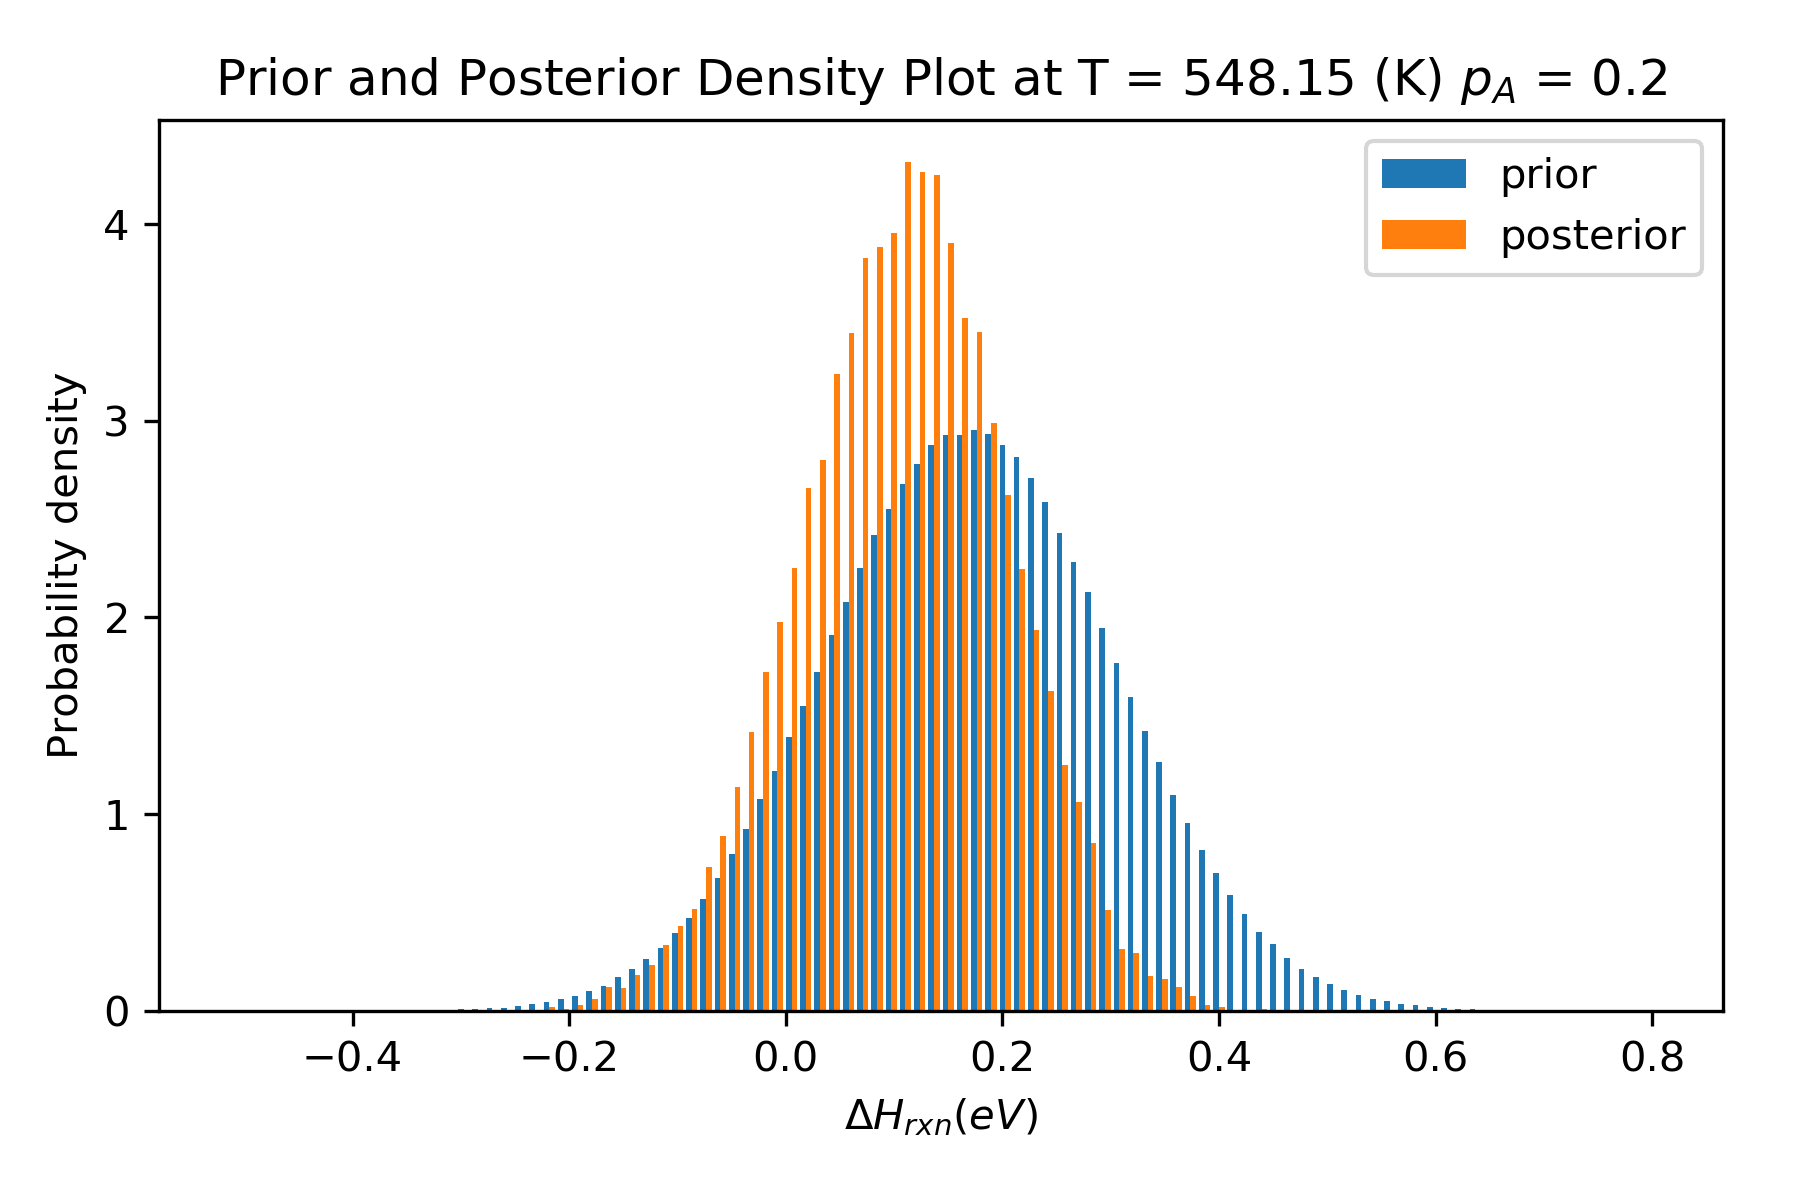 Prior and Posterior Density Plot at T = 548.15 (K) p_A = 0.2
prior
posterior
Probability density
4
3
2
1
0
−0.4 −0.2 0.0 0.2 0.4 0.6 0.8
ΔH_rxn(eV)